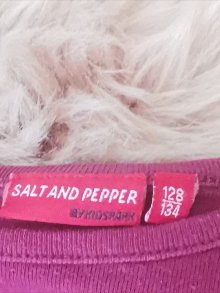 SALT AND PEPPER
BY KIDSPARK
128
134